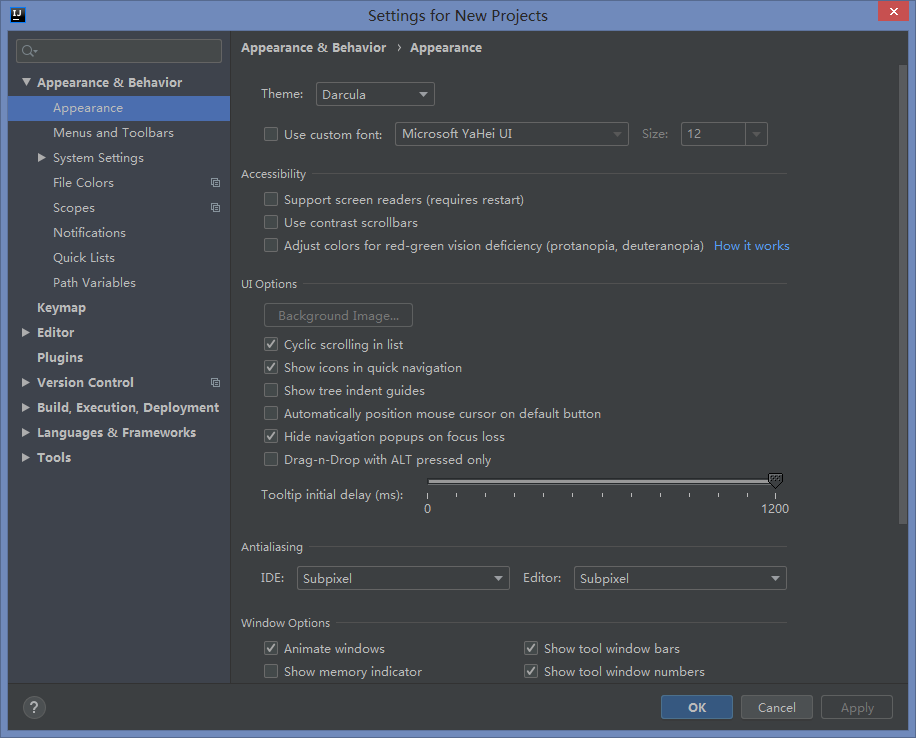 IJ
Settings for New Projects
Appearance & Behavior
Appearance
Menus and Toolbars
System Settings
File Colors
Scopes
Notifications
Quick Lists
Path Variables
Keymap
Editor
Plugins
Version Control
Build, Execution, Deployment
Languages & Frameworks
Tools
Appearance & Behavior › Appearance
Theme: Darcula
Use custom font: Microsoft YaHei UI Size: 12
Accessibility
Support screen readers (requires restart)
Use contrast scrollbars
Adjust colors for red-green vision deficiency (protanopia, deuteranopia) How it works
UI Options
Background Image...
Cyclic scrolling in list
Show icons in quick navigation
Show tree indent guides
Automatically position mouse cursor on default button
Hide navigation popups on focus loss
Drag-n-Drop with ALT pressed only
Tooltip initial delay (ms):
0 1200
Antialiasing
IDE: Subpixel Editor: Subpixel
Window Options
Animate windows Show tool window bars
Show memory indicator Show tool window numbers
? OK Cancel Apply